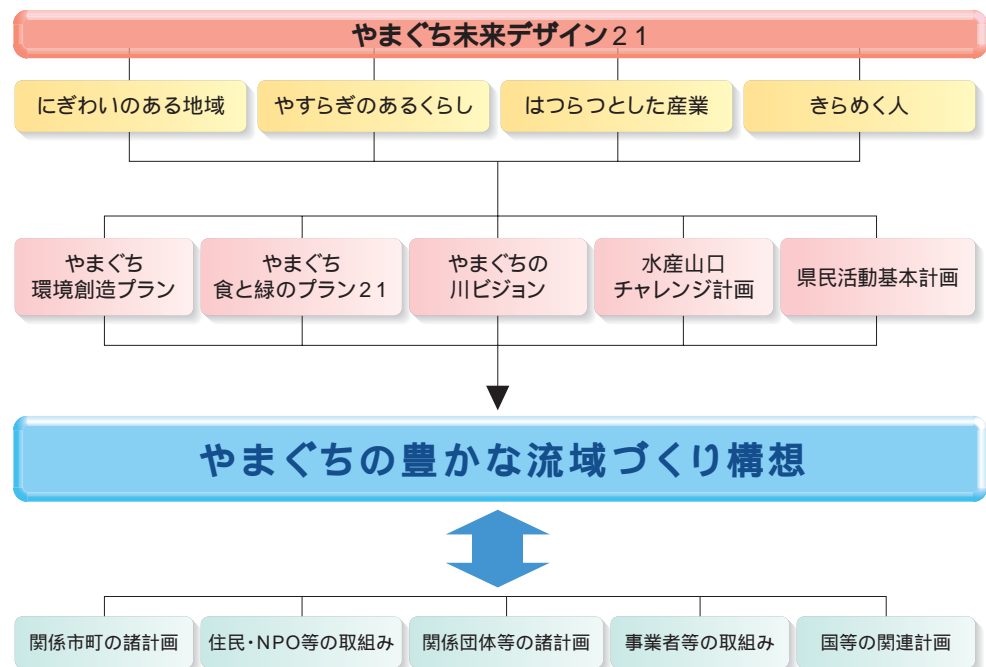 やまぐち未来デザイン21
にぎわいのある地域
やすらぎのあるくらし
はつらつとした産業
きらめく人
やまぐち
環境創造プラン
やまぐち
食と緑のプラン21
やまぐちの
川ビジョン
水産山口
チャレンジ計画
県民活動基本計画
やまぐちの豊かな流域づくり構想
関係市町の諸計画
住民・NPO等の取組み
関係団体等の諸計画
事業者等の取組み
国等の関連計画